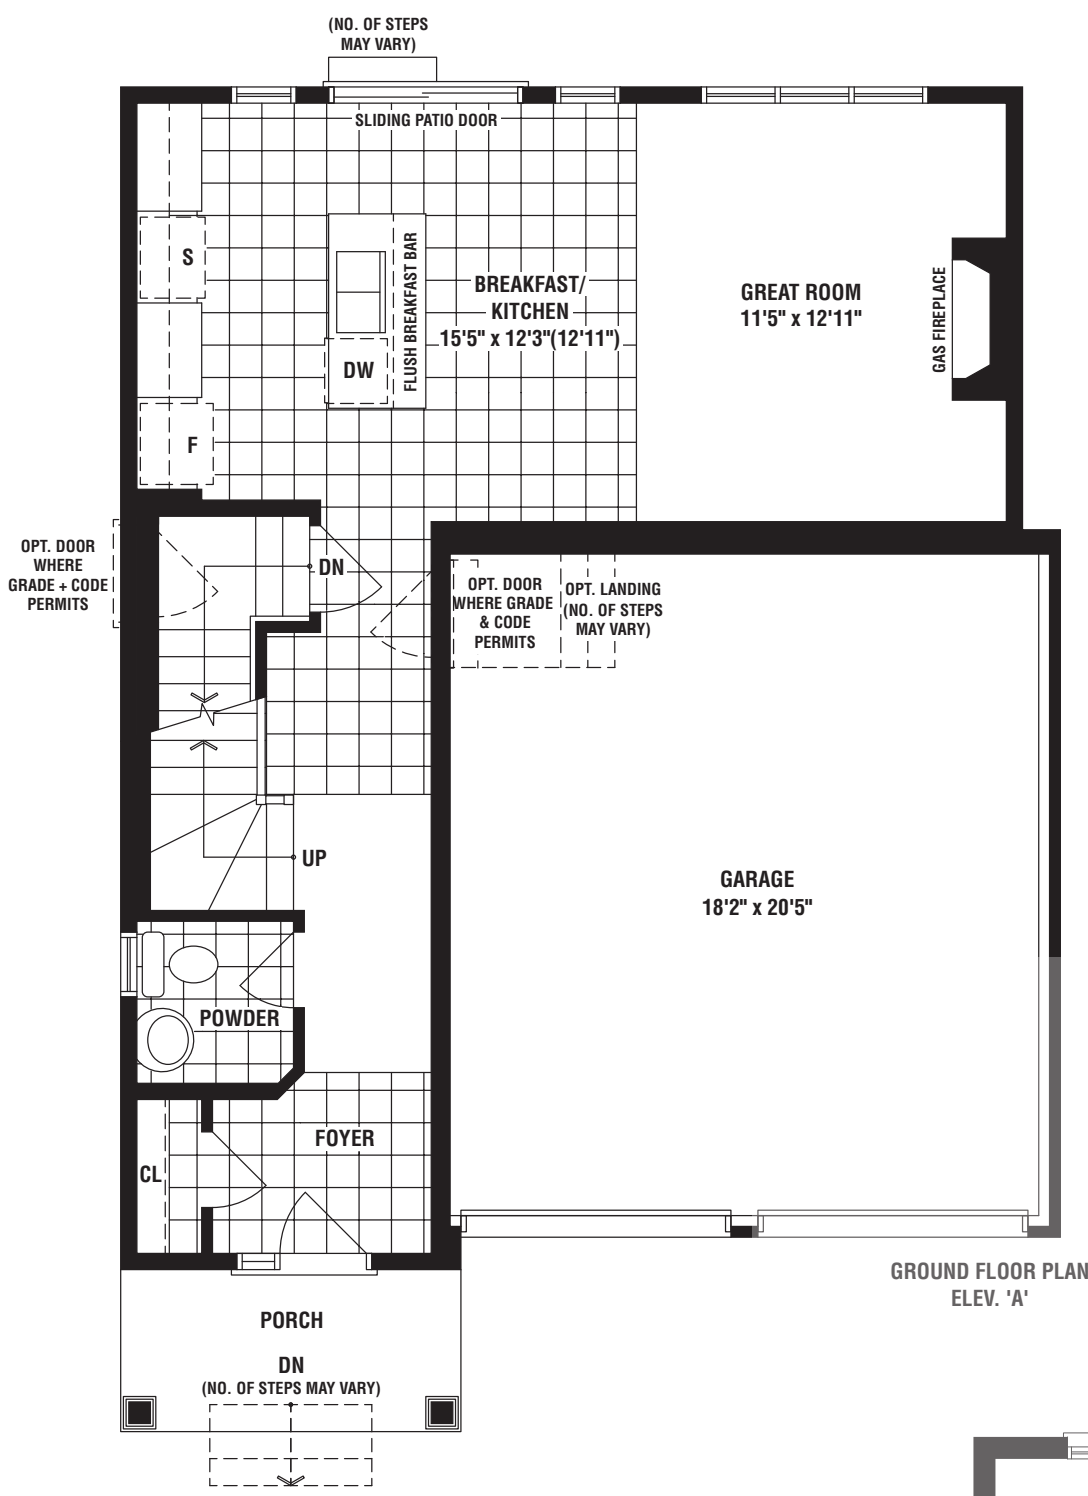 (NO. OF STEPS
MAY VARY)
SLIDING PATIO DOOR
S
FLUSH BREAKFAST BAR
BREAKFAST/
KITCHEN
15'5" x 12'3"(12'11")
GREAT ROOM
11'5" x 12'11"
GAS FIREPLACE
DW
F
OPT. DOOR
WHERE
GRADE + CODE
PERMITS
DN
OPT. DOOR
WHERE GRADE
& CODE
PERMITS
OPT. LANDING
(NO. OF STEPS
MAY VARY)
UP
GARAGE
18'2" x 20'5"
POWDER
FOYER
CL
GROUND FLOOR PLAN
ELEV. 'A'
PORCH
DN
(NO. OF STEPS MAY VARY)